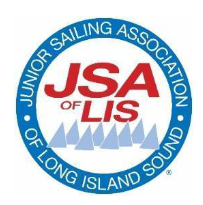 JUNIOR SAILING ASSOCIATION
JSA
OF LIS
OF LONG ISLAND SOUND
®